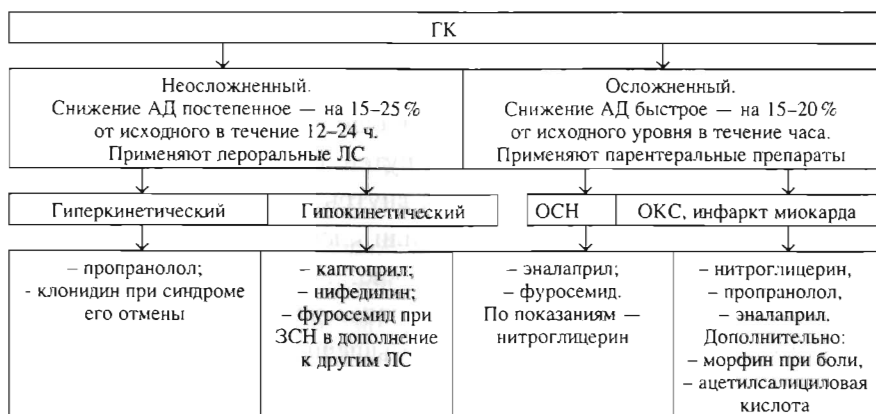 ГК
Неосложненный.
Снижение АД постепенное — на 15–25 %
от исходного в течение 12–24 ч.
Применяют пероральные ЛС
Осложненный.
Снижение АД быстрое — на 15–20 %
от исходного уровня в течение часа.
Применяют парентеральные препараты
Гиперкинетический
Гипокинетический
ОСН
ОКС, инфаркт миокарда
– пропранолол;
- клонидин при синдроме
его отмены
– каптоприл;
– нифедипин;
– фуросемид при
ЗСН в дополнение
к другим ЛС
– эналаприл;
– фуросемид.
По показаниям —
нитроглицерин
– нитроглицерин,
– пропранолол,
– эналаприл.
Дополнительно:
– морфин при боли,
– ацетилсалициловая
кислота